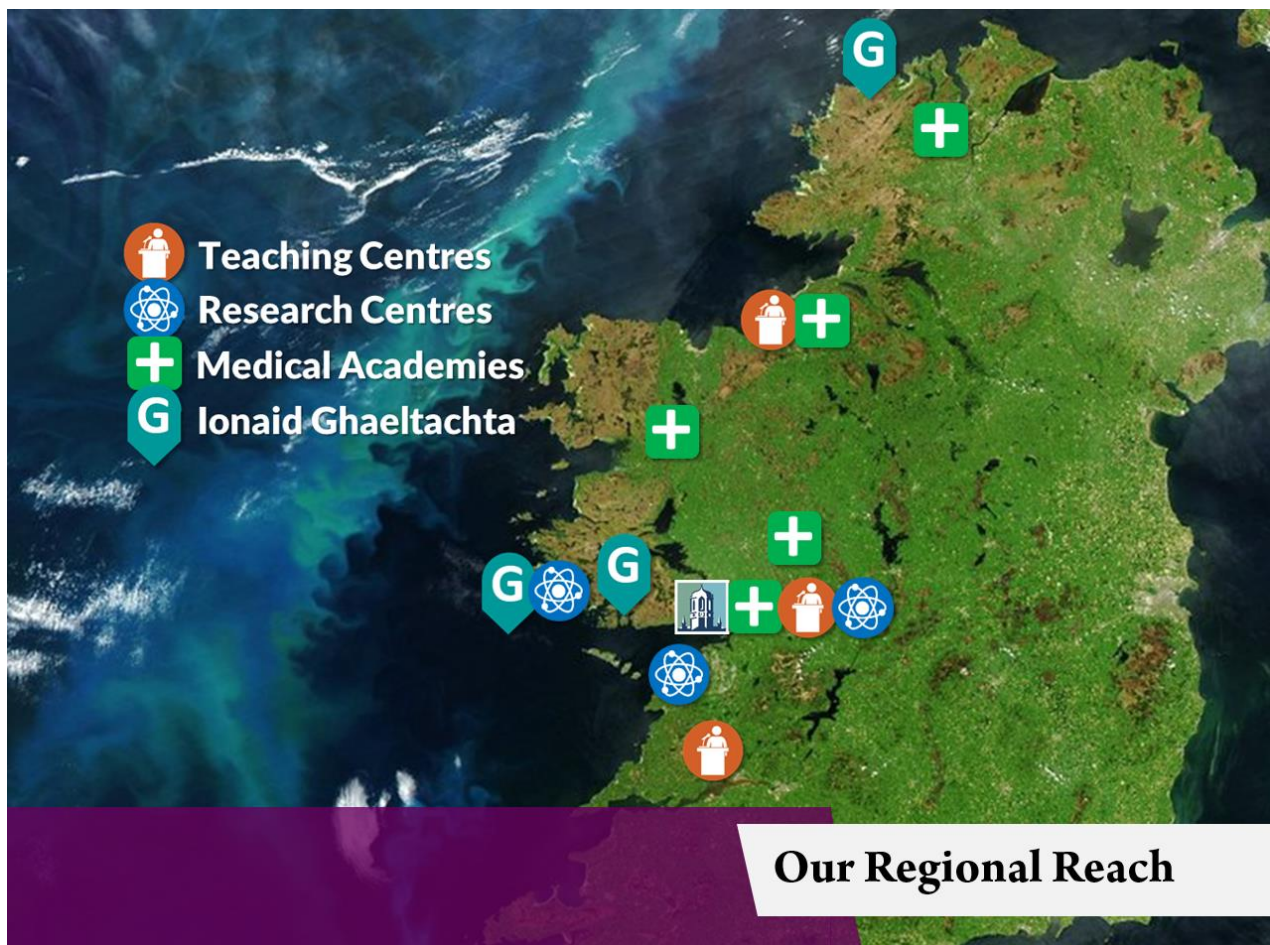 G
Teaching Centres
Research Centres
Medical Academies
G Ionaid Ghaeltachta
G
G
Our Regional Reach